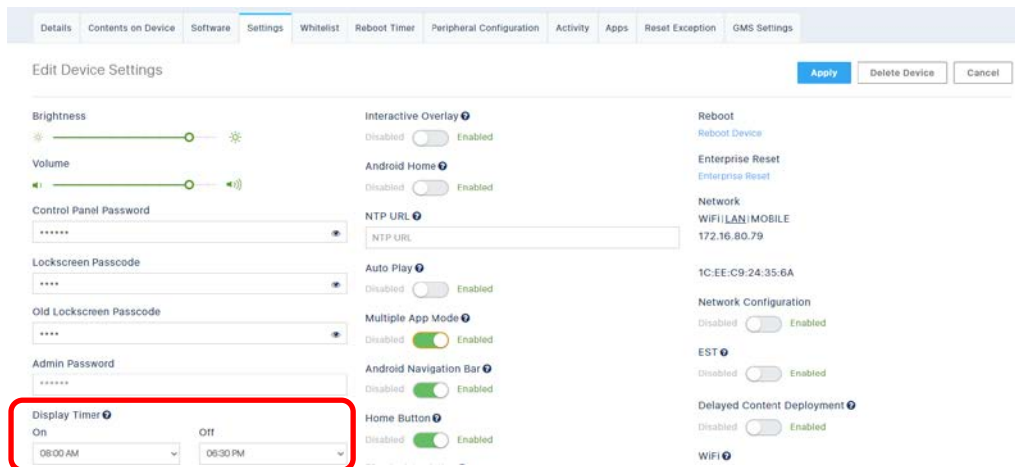 Details Contents on Device Software Settings Whitelist Reboot Timer Peripheral Configuration Activity Apps Reset Exception GMS Settings
Edit Device Settings
Apply Delete Device Cancel
Brightness
Volume
Control Panel Password
••••••
Lockscreen Passcode
••••
Old Lockscreen Passcode
••••
Admin Password
••••••
Display Timer
On Off
08:00 AM 06:30 PM
Interactive Overlay
Disabled Enabled
Android Home
Disabled Enabled
NTP URL
NTP URL
Auto Play
Disabled Enabled
Multiple App Mode
Disabled Enabled
Android Navigation Bar
Disabled Enabled
Home Button
Disabled Enabled
Reboot
Reboot Device
Enterprise Reset
Enterprise Reset
Network
WiFi|LAN|MOBILE
172.16.80.79
1C:EE:C9:24:35:6A
Network Configuration
Disabled Enabled
EST
Disabled Enabled
Delayed Content Deployment
Disabled Enabled
WiFi